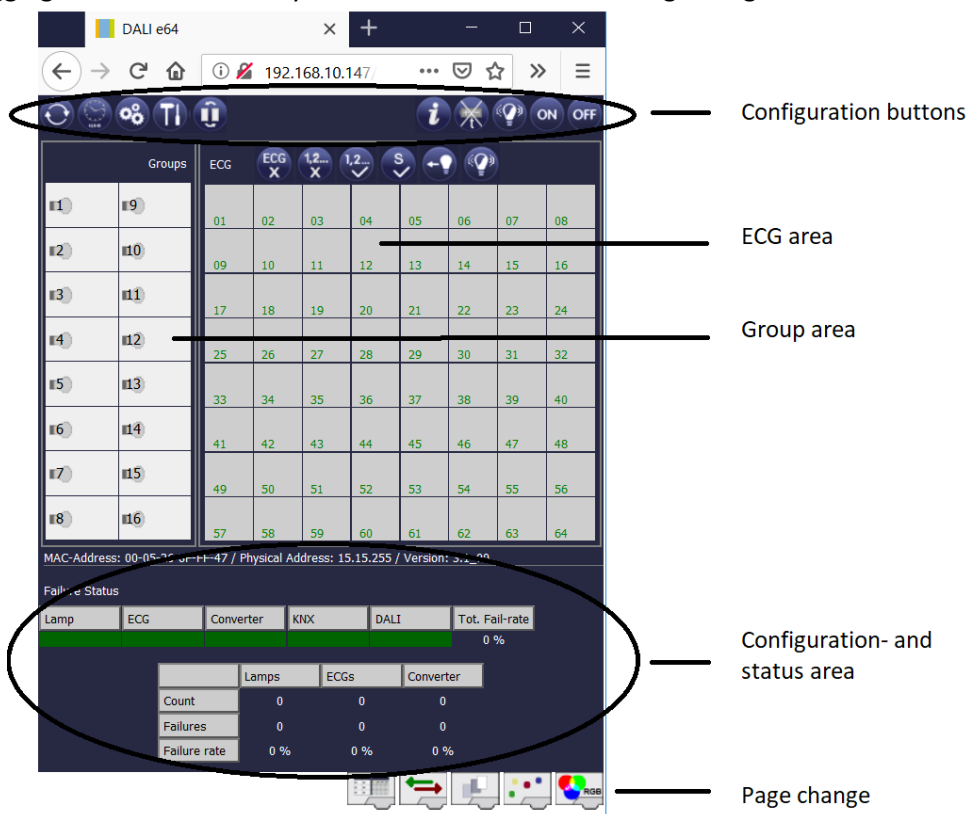 DALI e64
192.168.10.147/
ON OFF
Configuration buttons
Groups ECG ECG X 1,2... X 1,2... S
1 9 01 02 03 04 05 06 07 08
ECG area
2 10 09 10 11 12 13 14 15 16
3 11 17 18 19 20 21 22 23 24
Group area
4 12 25 26 27 28 29 30 31 32
5 13 33 34 35 36 37 38 39 40
6 14 41 42 43 44 45 46 47 48
7 15 49 50 51 52 53 54 55 56
8 16 57 58 59 60 61 62 63 64
MAC-Address: / Physical Address: 15.15.255 / Version:
Failure Status
Lamp ECG Converter KNX DALI Tot. Fail-rate
0 %
Configuration- and
status area
Lamps ECGs Converter
Count 0 0 0
Failures 0 0 0
Failure rate 0 % 0 % 0 %
RGB
Page change